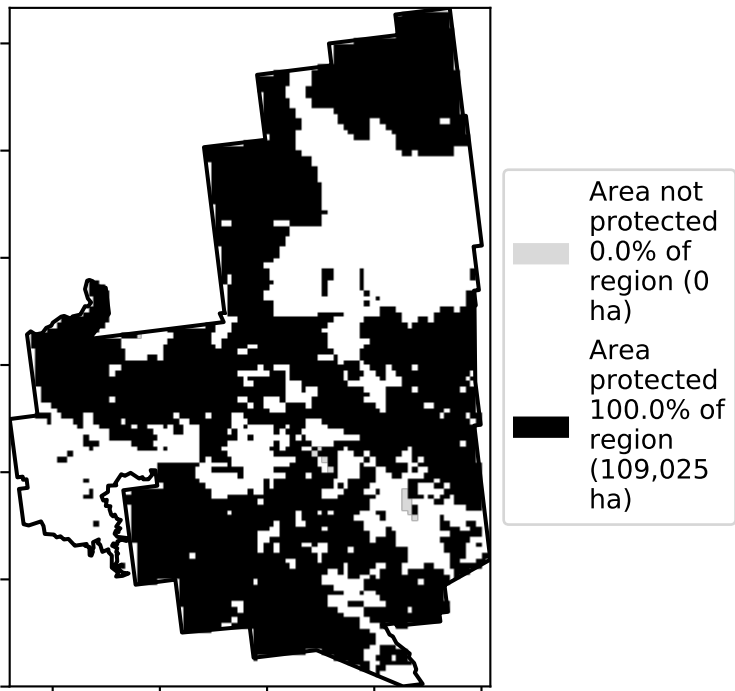 Area not
protected
0.0% of
region (0
ha)
Area
protected
100.0% of
region
(109,025
ha)